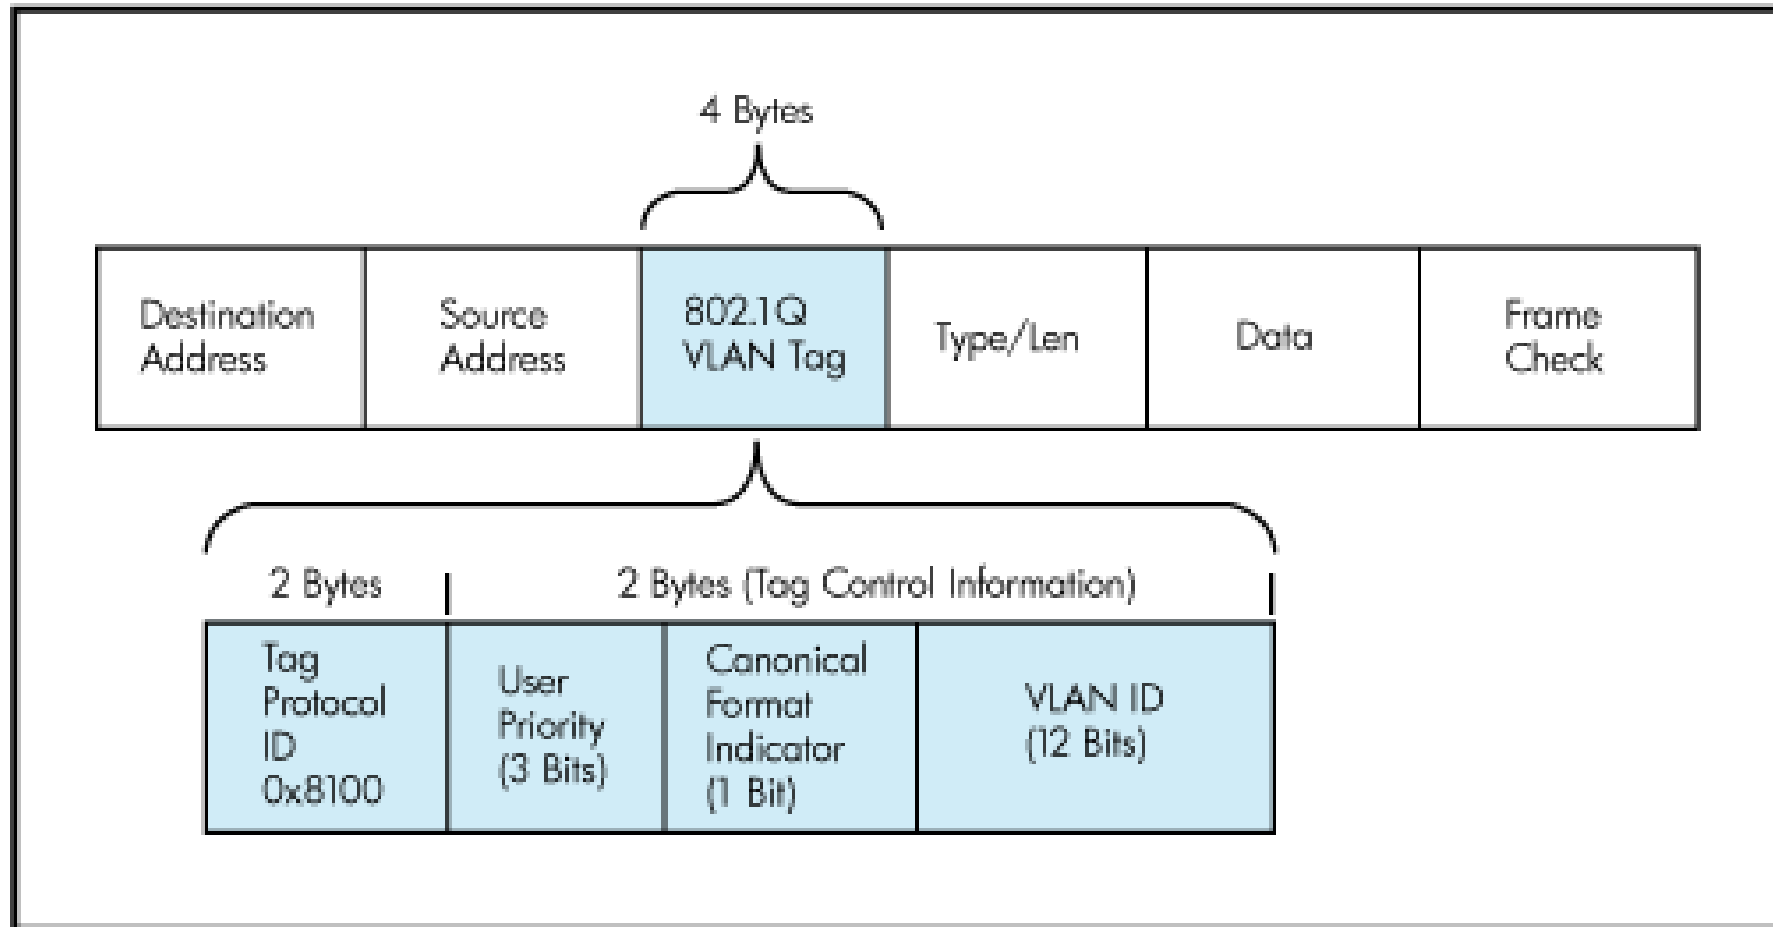 4 Bytes
Destination
Address
Source
Address
802.1Q
VLAN Tag
Type/Len
Data
Frame
Check
2 Bytes
2 Bytes (Tag Control Information)
Tag
Protocol
ID
0x8100
User
Priority
(3 Bits)
Canonical
Format
Indicator
(1 Bit)
VLAN ID
(12 Bits)